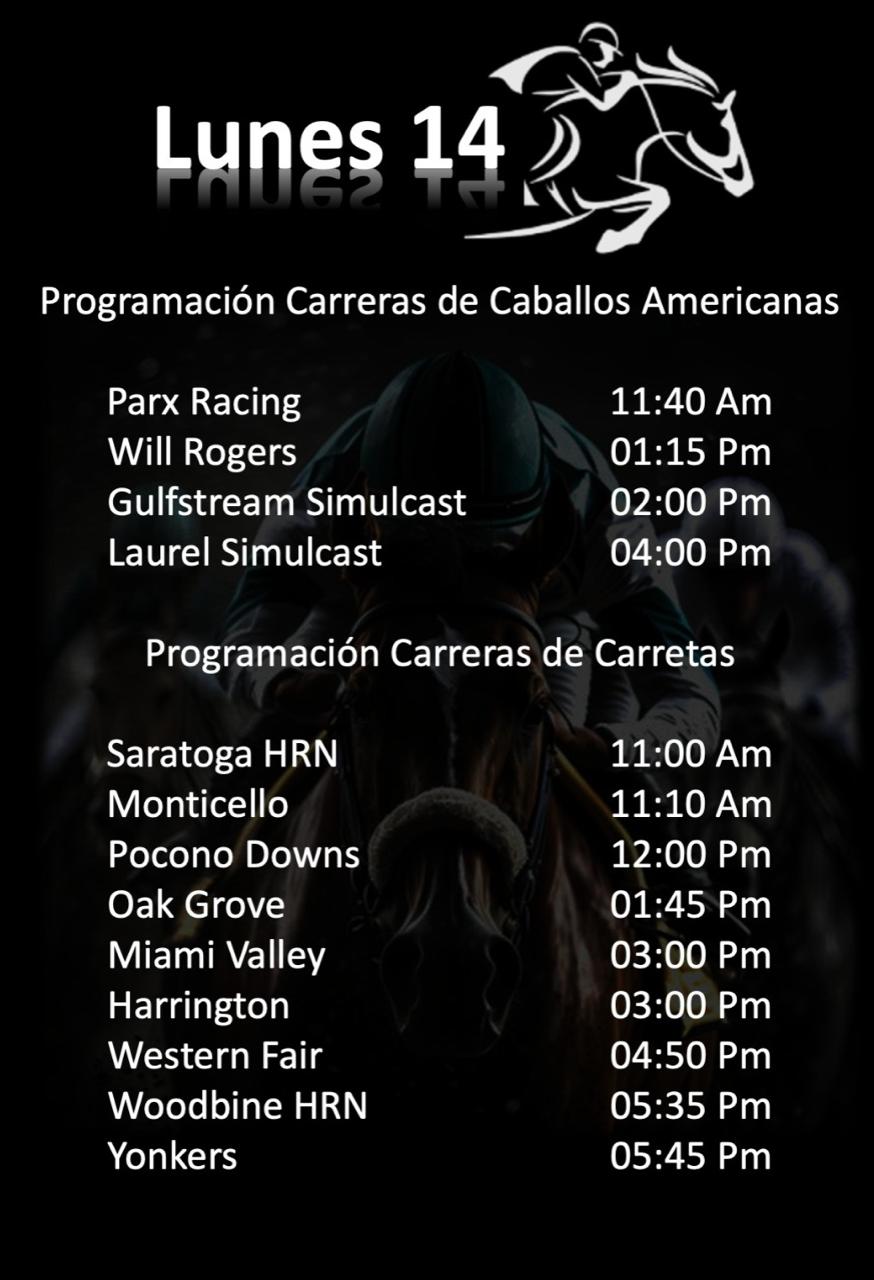 Lunes 14
Programación Carreras de Caballos Americanas
Parx Racing 11:40 Am
Will Rogers 01:15 Pm
Gulfstream Simulcast 02:00 Pm
Laurel Simulcast 04:00 Pm
Programación Carreras de Carretas
Saratoga HRN 11:00 Am
Monticello 11:10 Am
Pocono Downs 12:00 Pm
Oak Grove 01:45 Pm
Miami Valley 03:00 Pm
Harrington 03:00 Pm
Western Fair 04:50 Pm
Woodbine HRN 05:35 Pm
Yonkers 05:45 Pm